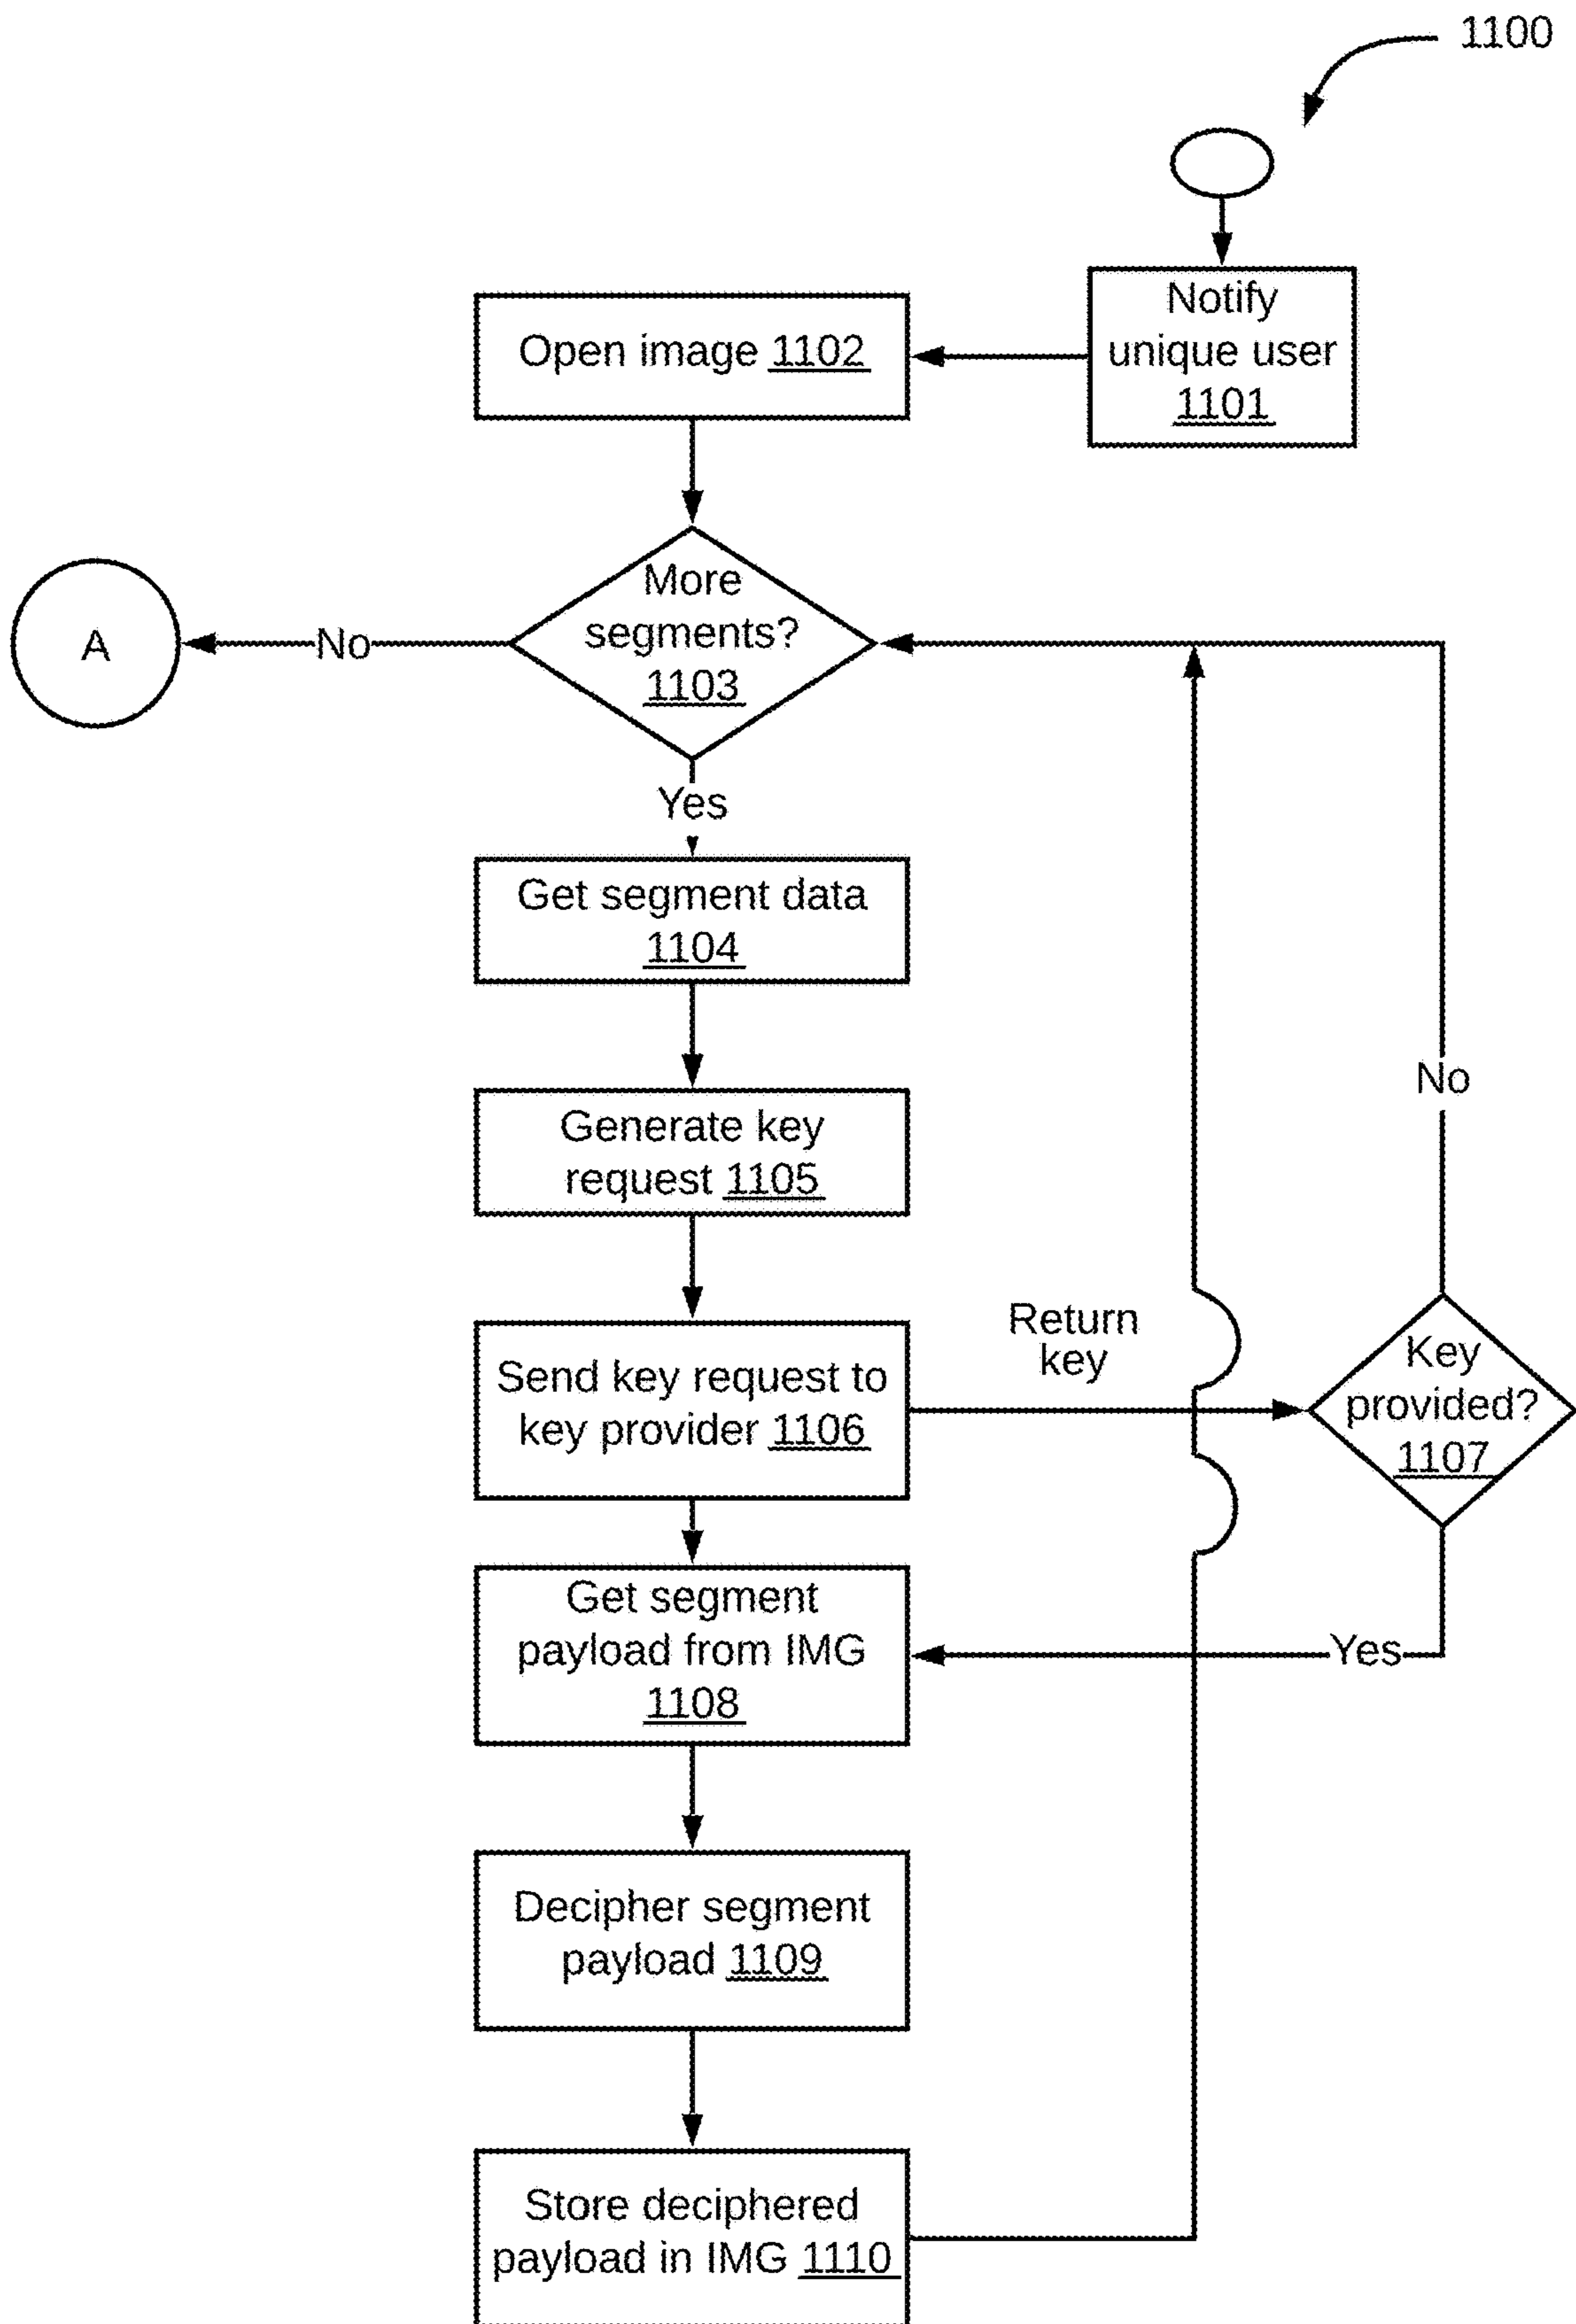 1100
Notify
unique user
1101
Open image 1102
More
segments?
1103
No
A
Yes
Get segment data
1104
Generate key
request 1105
No
Send key request to
key provider 1106
Return
key
Key
provided?
1107
Yes
Get segment
payload from IMG
1108
Decipher segment
payload 1109
Store deciphered
payload in IMG 1110